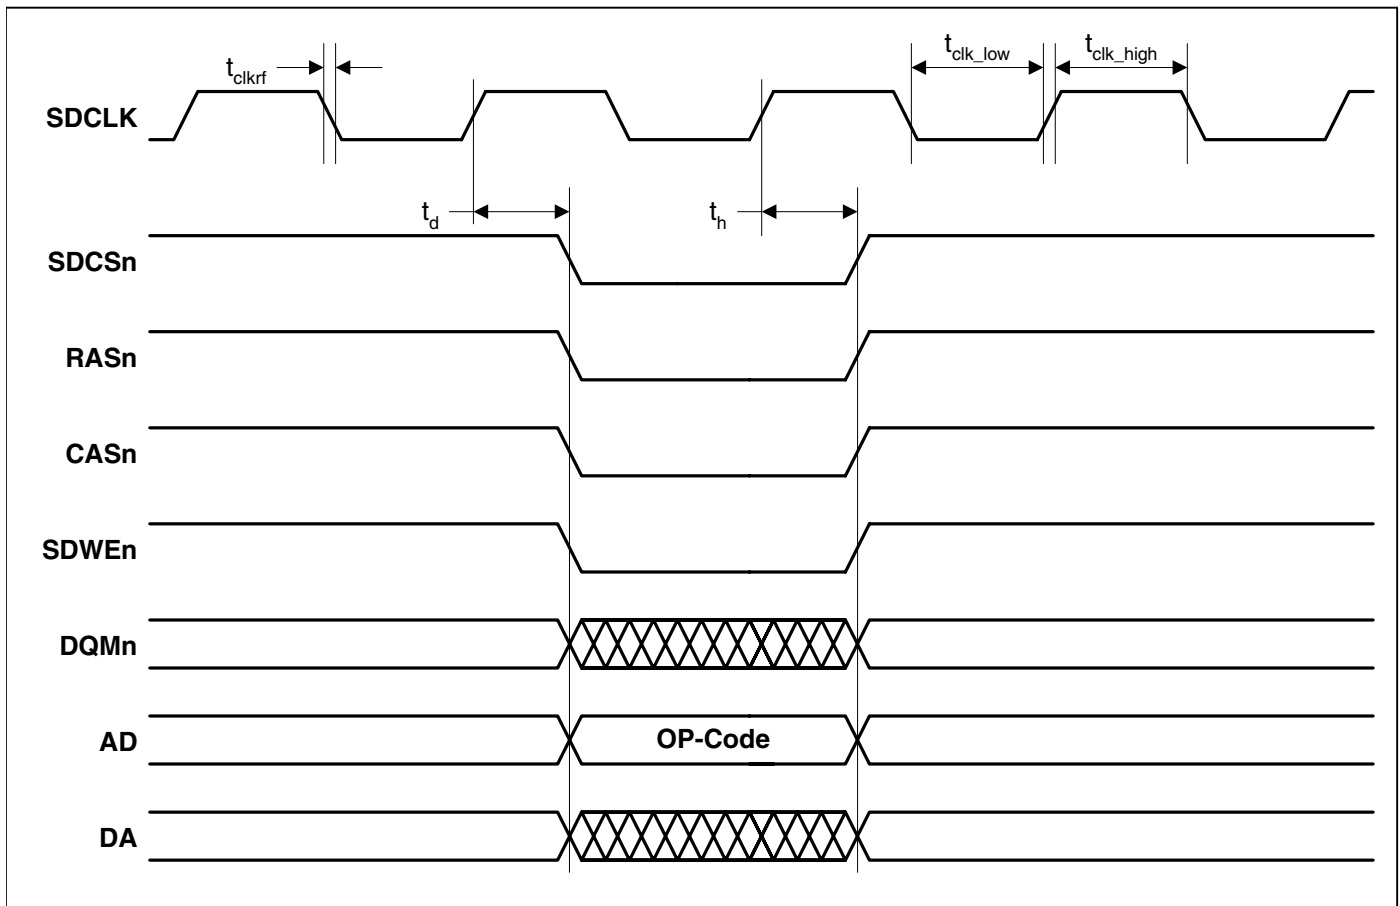 t_clkrf
t_clk_low
t_clk_high
SDCLK
t_d
t_h
SDCSn
RASn
CASn
SDWEn
DQMn
AD
OP-Code
DA